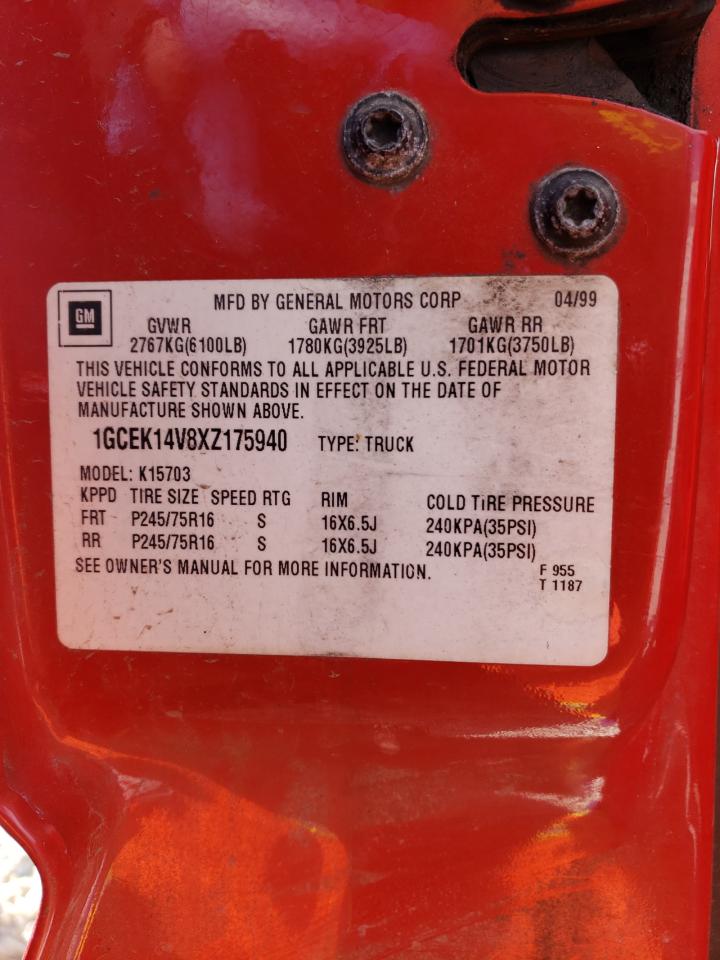 GM
MFD BY GENERAL MOTORS CORP 04/99
GVWR GAWR FRT GAWR RR
2767KG(6100LB) 1780KG(3925LB) 1701KG(3750LB)
THIS VEHICLE CONFORMS TO ALL APPLICABLE U.S. FEDERAL MOTOR
VEHICLE SAFETY STANDARDS IN EFFECT ON THE DATE OF
MANUFACTURE SHOWN ABOVE.
1GCEK14V8XZ175940 TYPE: TRUCK
MODEL: K15703
KPPD TIRE SIZE SPEED RTG RIM COLD TIRE PRESSURE
FRT P245/75R16 S 16X6.5J 240KPA(35PSI)
RR P245/75R16 S 16X6.5J 240KPA(35PSI)
SEE OWNER'S MANUAL FOR MORE INFORMATION. F 955
T 1187